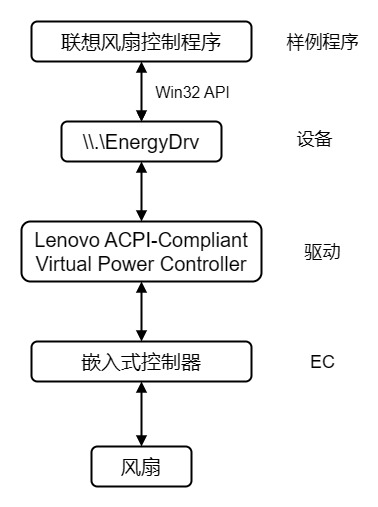 联想风扇控制程序 样例程序
Win32 API
\\.\EnergyDrv 设备
Lenovo ACPI-Compliant
Virtual Power Controller
驱动
嵌入式控制器 EC
风扇